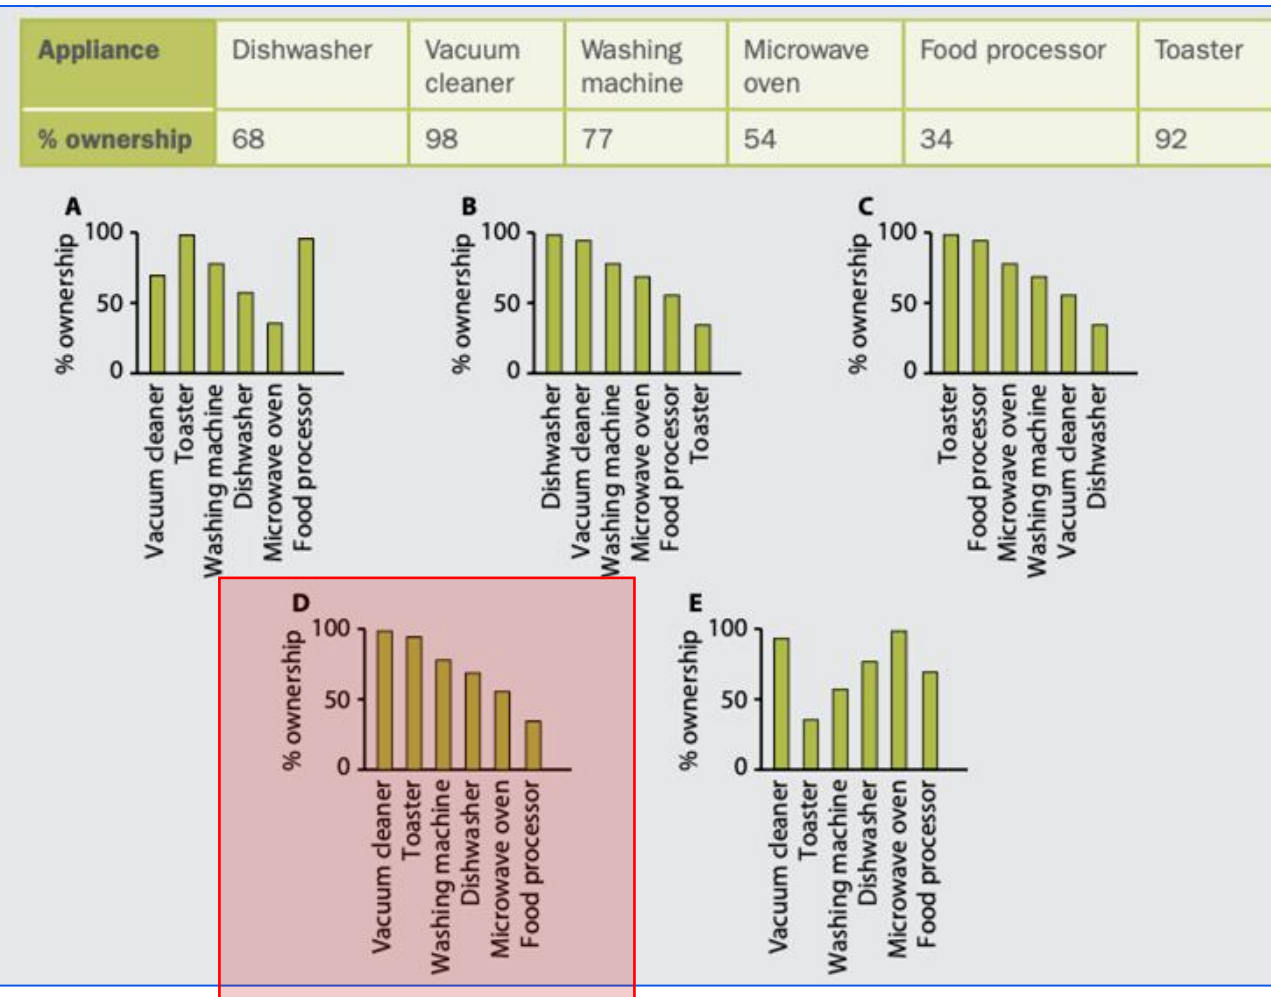 Appliance Dishwasher Vacuum cleaner Washing machine Microwave oven Food processor Toaster
% ownership 68 98 77 54 34 92
A
% ownership
100
50
0
Vacuum cleaner
Toaster
Washing machine
Dishwasher
Microwave oven
Food processor
B
% ownership
100
50
0
Dishwasher
Vacuum cleaner
Washing machine
Microwave oven
Food processor
Toaster
C
% ownership
100
50
0
Toaster
Food processor
Microwave oven
Washing machine
Vacuum cleaner
Dishwasher
D
% ownership
100
50
0
Vacuum cleaner
Toaster
Washing machine
Dishwasher
Microwave oven
Food processor
E
% ownership
100
50
0
Vacuum cleaner
Toaster
Washing machine
Dishwasher
Microwave oven
Food processor